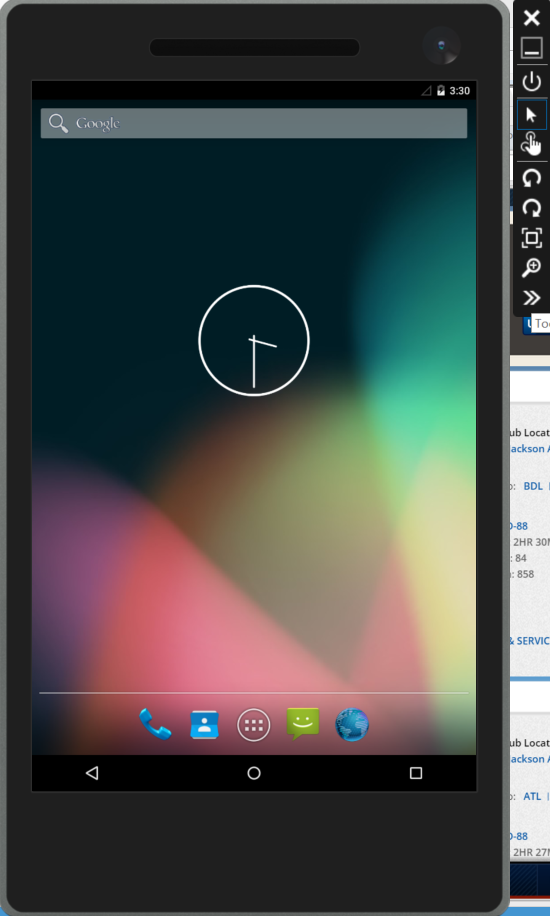 3:30
Google
Too
ub Locat
ackson A
o: BDL
D-88
2HR 30M
: 84
: 858
& SERVIC
ub Locat
ackson A
o: ATL |
D-88
2HR 27M